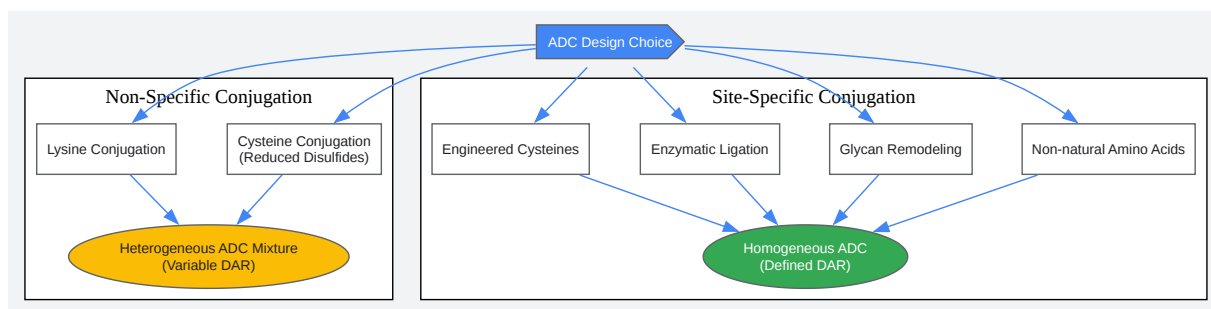 ADC Design Choice
Non-Specific Conjugation
Site-Specific Conjugation
Lysine Conjugation
Cysteine Conjugation
(Reduced Disulfides)
Engineered Cysteines
Enzymatic Ligation
Glycan Remodeling
Non-natural Amino Acids
Heterogeneous ADC Mixture
(Variable DAR)
Homogeneous ADC
(Defined DAR)